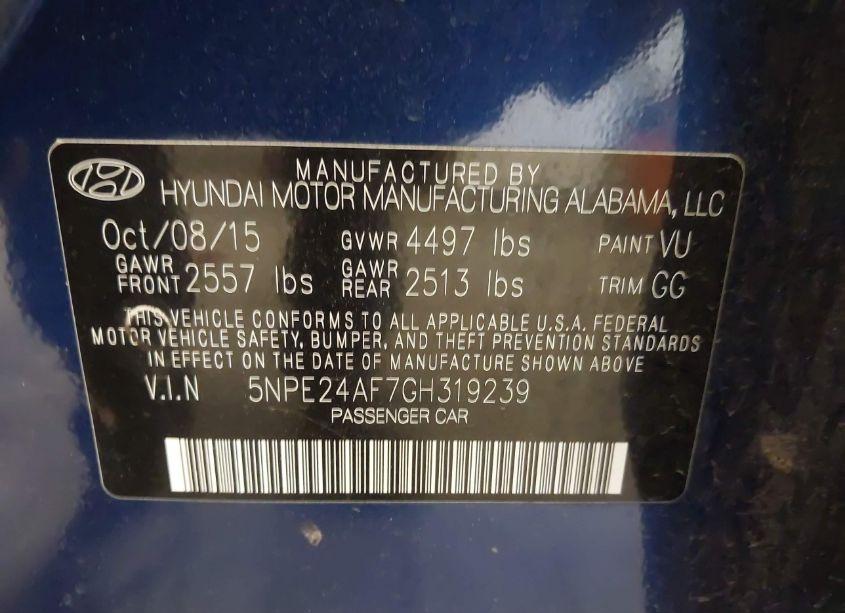 MANUFACTURED BY
HYUNDAI MOTOR MANUFACTURING ALABAMA, LLC
Oct/08/15 GVWR 4497 lbs PAINT VU
GAWR FRONT 2557 lbs GAWR REAR 2513 lbs TRIM GG
THIS VEHICLE CONFORMS TO ALL APPLICABLE U.S.A. FEDERAL
MOTOR VEHICLE SAFETY, BUMPER, AND THEFT PREVENTION STANDARDS
IN EFFECT ON THE DATE OF MANUFACTURE SHOWN ABOVE
V.I.N 5NPE24AF7GH319239
PASSENGER CAR